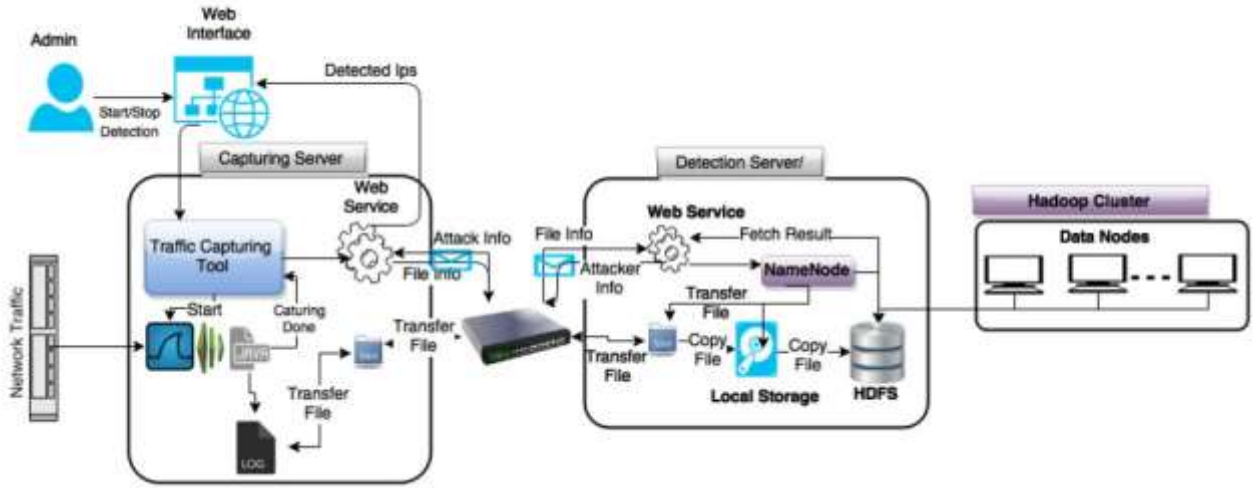 Admin
Web
Interface
Detected Ips
Start/Stop
Detection
Capturing Server
Web
Service
Traffic Capturing
Tool
Attack Info
File Info
Start
Caturing
Done
Network Traffic
Transfer
File
Transfer
File
LOG
Detection Server/
Web Service
File Info
Fetch Result
Attacker
Info
NameNode
Transfer
File
Transfer
File
Copy
File
Copy
File
Local Storage
HDFS
Hadoop Cluster
Data Nodes